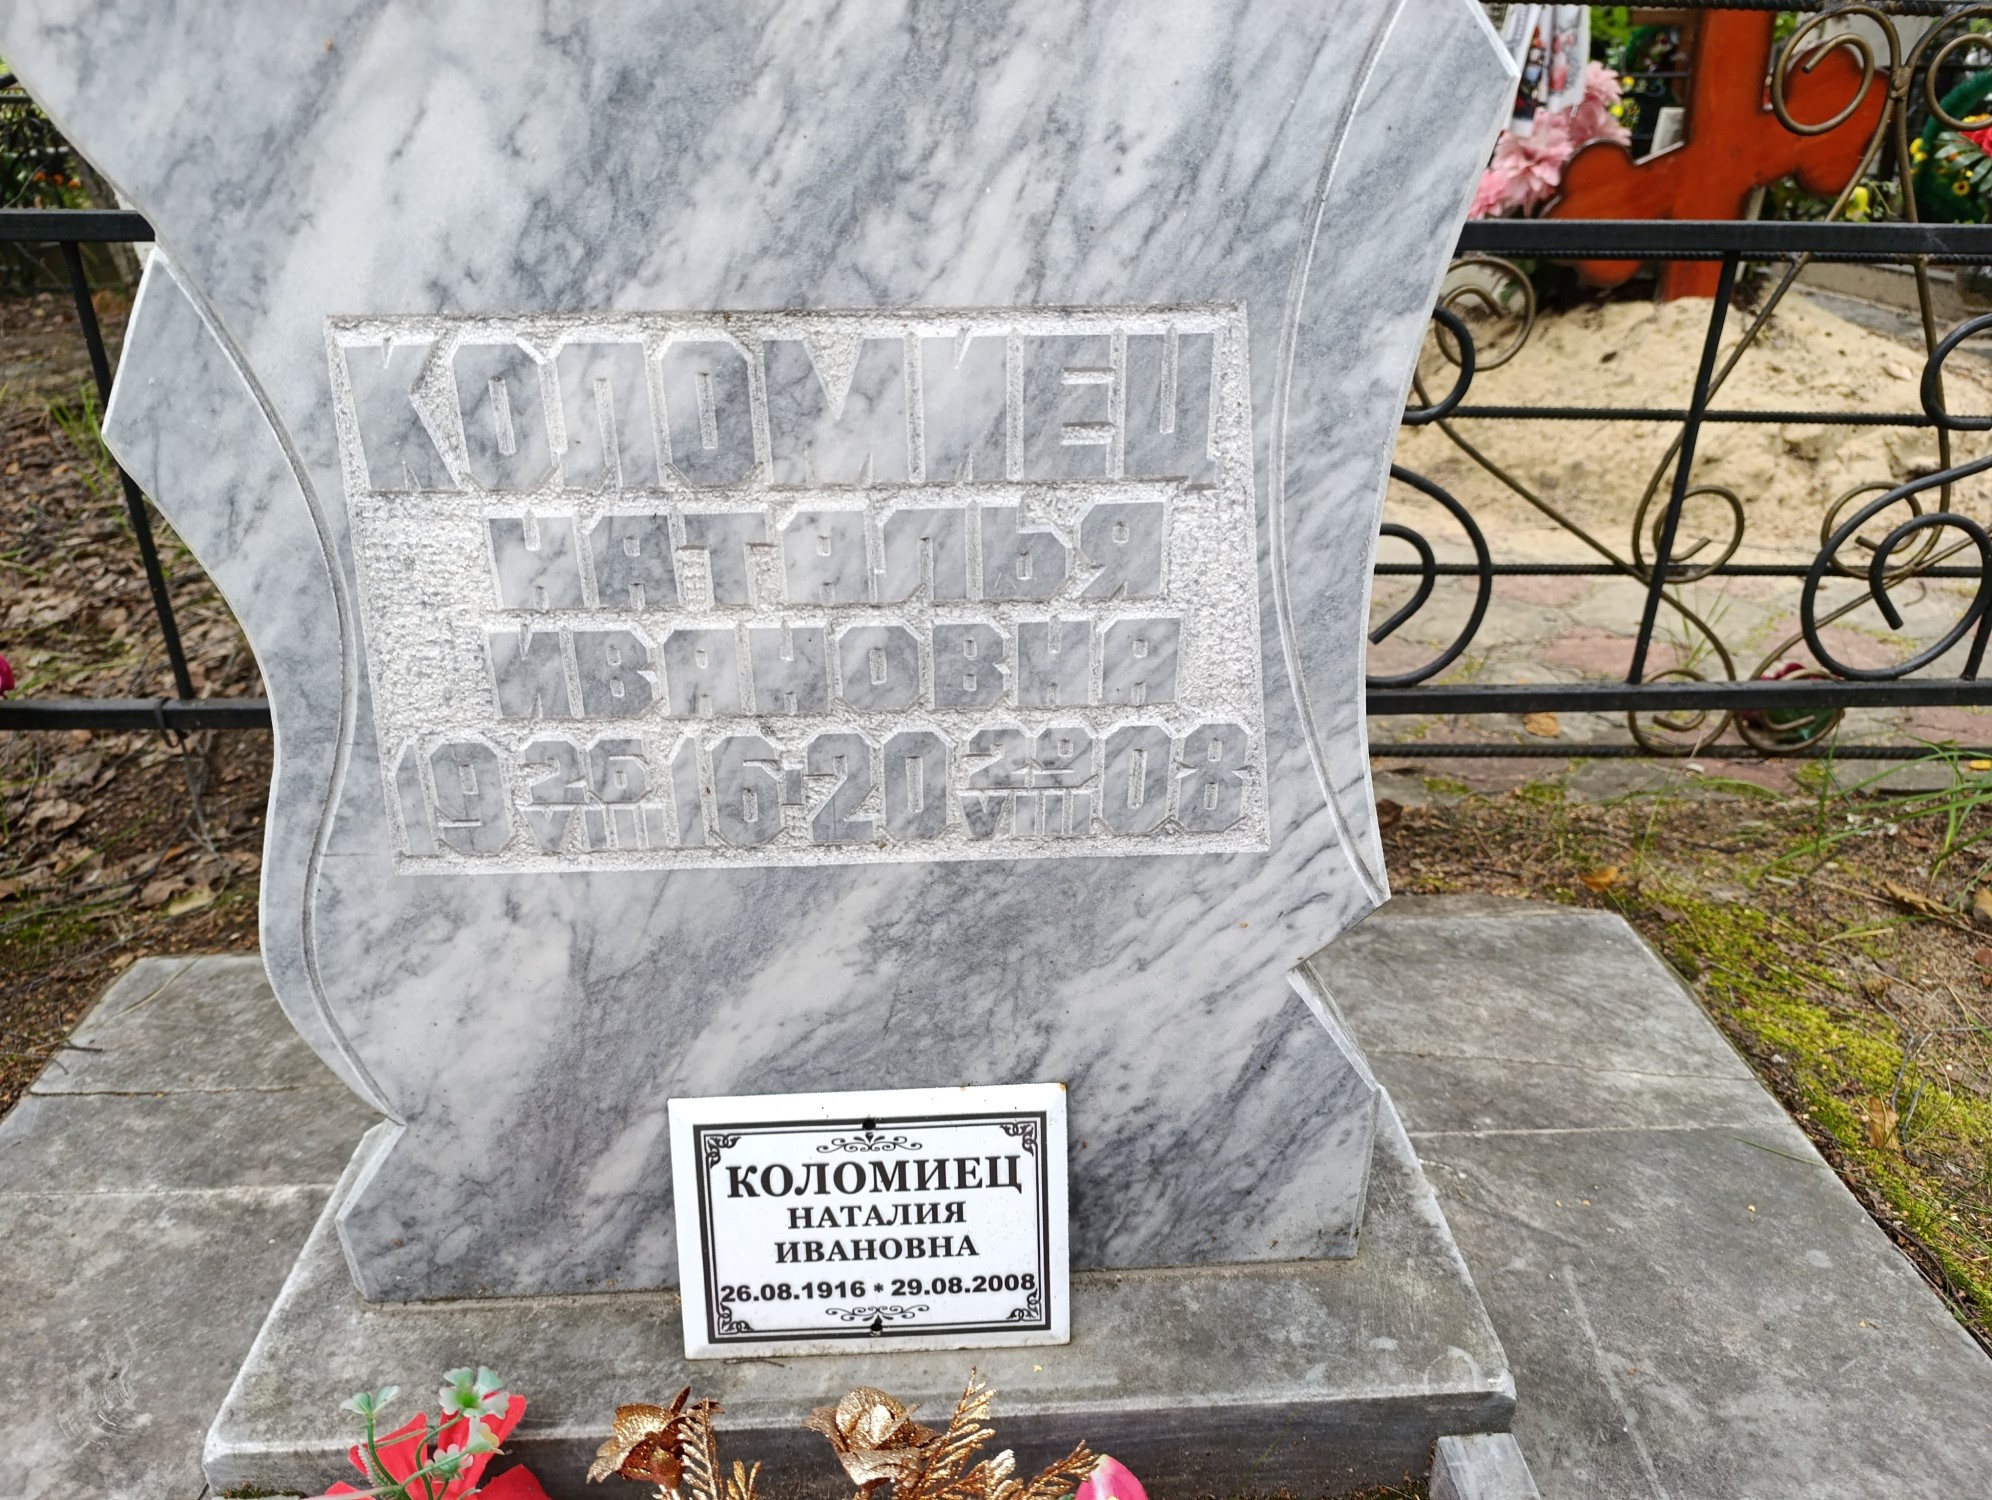 КОЛОМИЕЦ
НАТАЛЬЯ
ИВАНОВНА
19 26/VIII 16-20 29/VIII 08
КОЛОМИЕЦ
НАТАЛИЯ
ИВАНОВНА
26.08.1916 * 29.08.2008